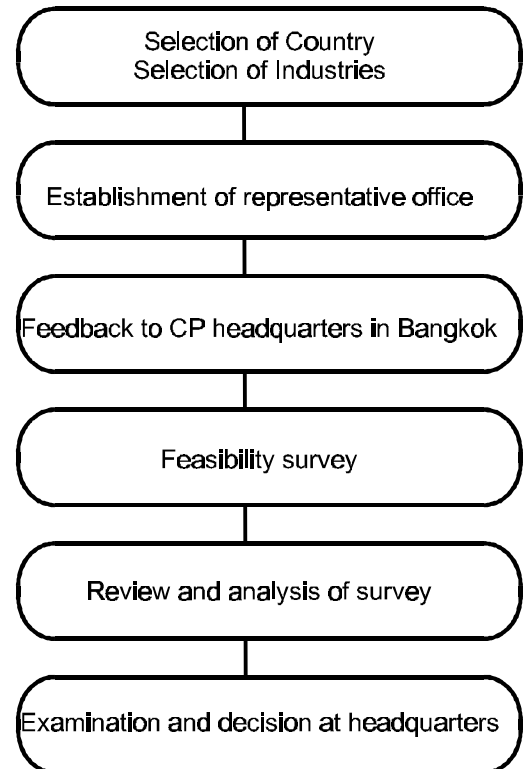 Selection of Country
Selection of Industries
Establishment of representative office
Feedback to CP headquarters in Bangkok
Feasibility survey
Review and analysis of survey
Examination and decision at headquarters